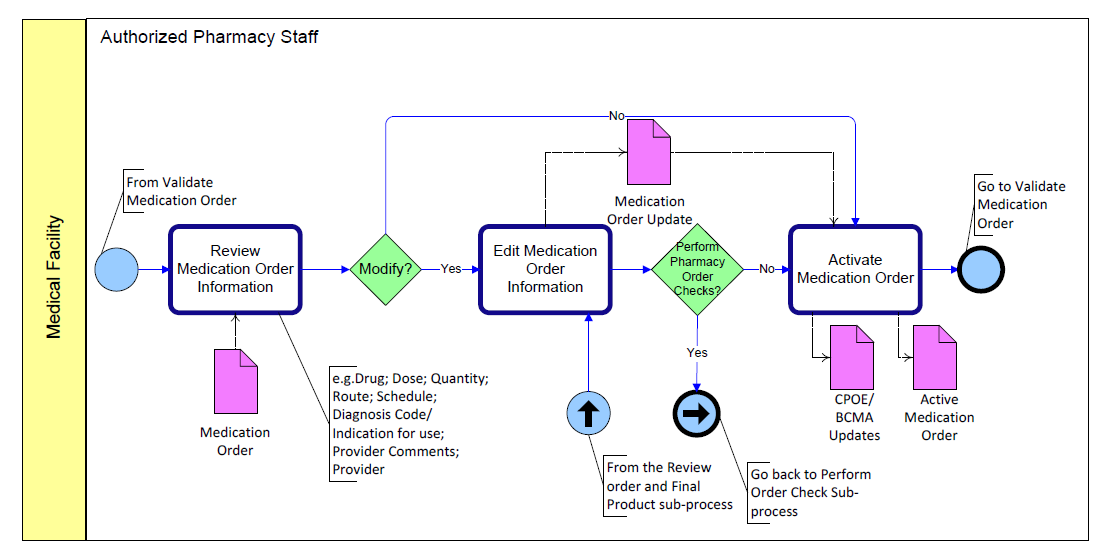 Authorized Pharmacy Staff
Medical Facility
From Validate
Medication Order
Review
Medication Order
Information
Medication
Order
e.g.Drug; Dose; Quantity;
Route; Schedule;
Diagnosis Code/
Indication for use;
Provider Comments;
Provider
Modify?
Yes
No
Edit Medication
Order
Information
Medication
Order Update
From the Review
order and Final
Product sub-process
Perform
Pharmacy
Order
Checks?
No
Yes
Go back to Perform
Order Check Sub-
process
Activate
Medication Order
CPOE/
BCMA
Updates
Active
Medication
Order
Go to Validate
Medication
Order